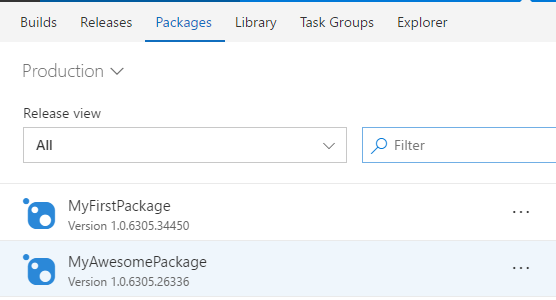 Builds Releases Packages Library Task Groups Explorer
Production
Release view
All Filter
MyFirstPackage
Version 1.0.6305.34450
MyAwesomePackage
Version 1.0.6305.26336